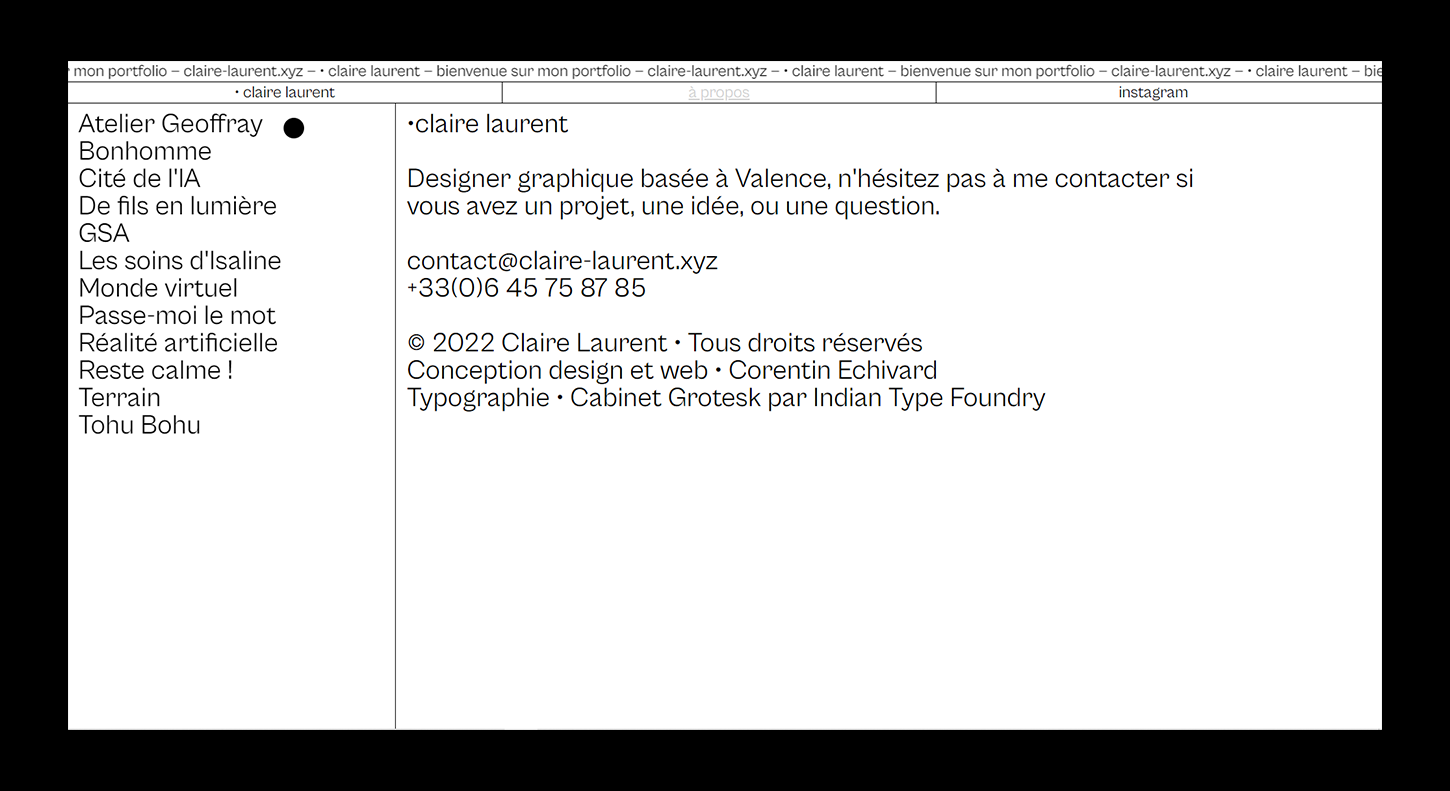 mon portfolio – claire-laurent.xyz – • claire laurent – bienvenue sur mon portfolio – claire-laurent.xyz – • claire laurent – bienvenue sur mon portfolio – claire-laurent.xyz – • claire laurent – bie
• claire laurent
à propos
instagram
Atelier Geoffray
Bonhomme
Cité de l'IA
De fils en lumière
GSA
Les soins d'Isaline
Monde virtuel
Passe-moi le mot
Réalité artificielle
Reste calme !
Terrain
Tohu Bohu
•claire laurent
Designer graphique basée à Valence, n'hésitez pas à me contacter si
vous avez un projet, une idée, ou une question.
contact@claire-laurent.xyz
+33(0)6 45 75 87 85
© 2022 Claire Laurent • Tous droits réservés
Conception design et web • Corentin Echivard
Typographie • Cabinet Grotesk par Indian Type Foundry